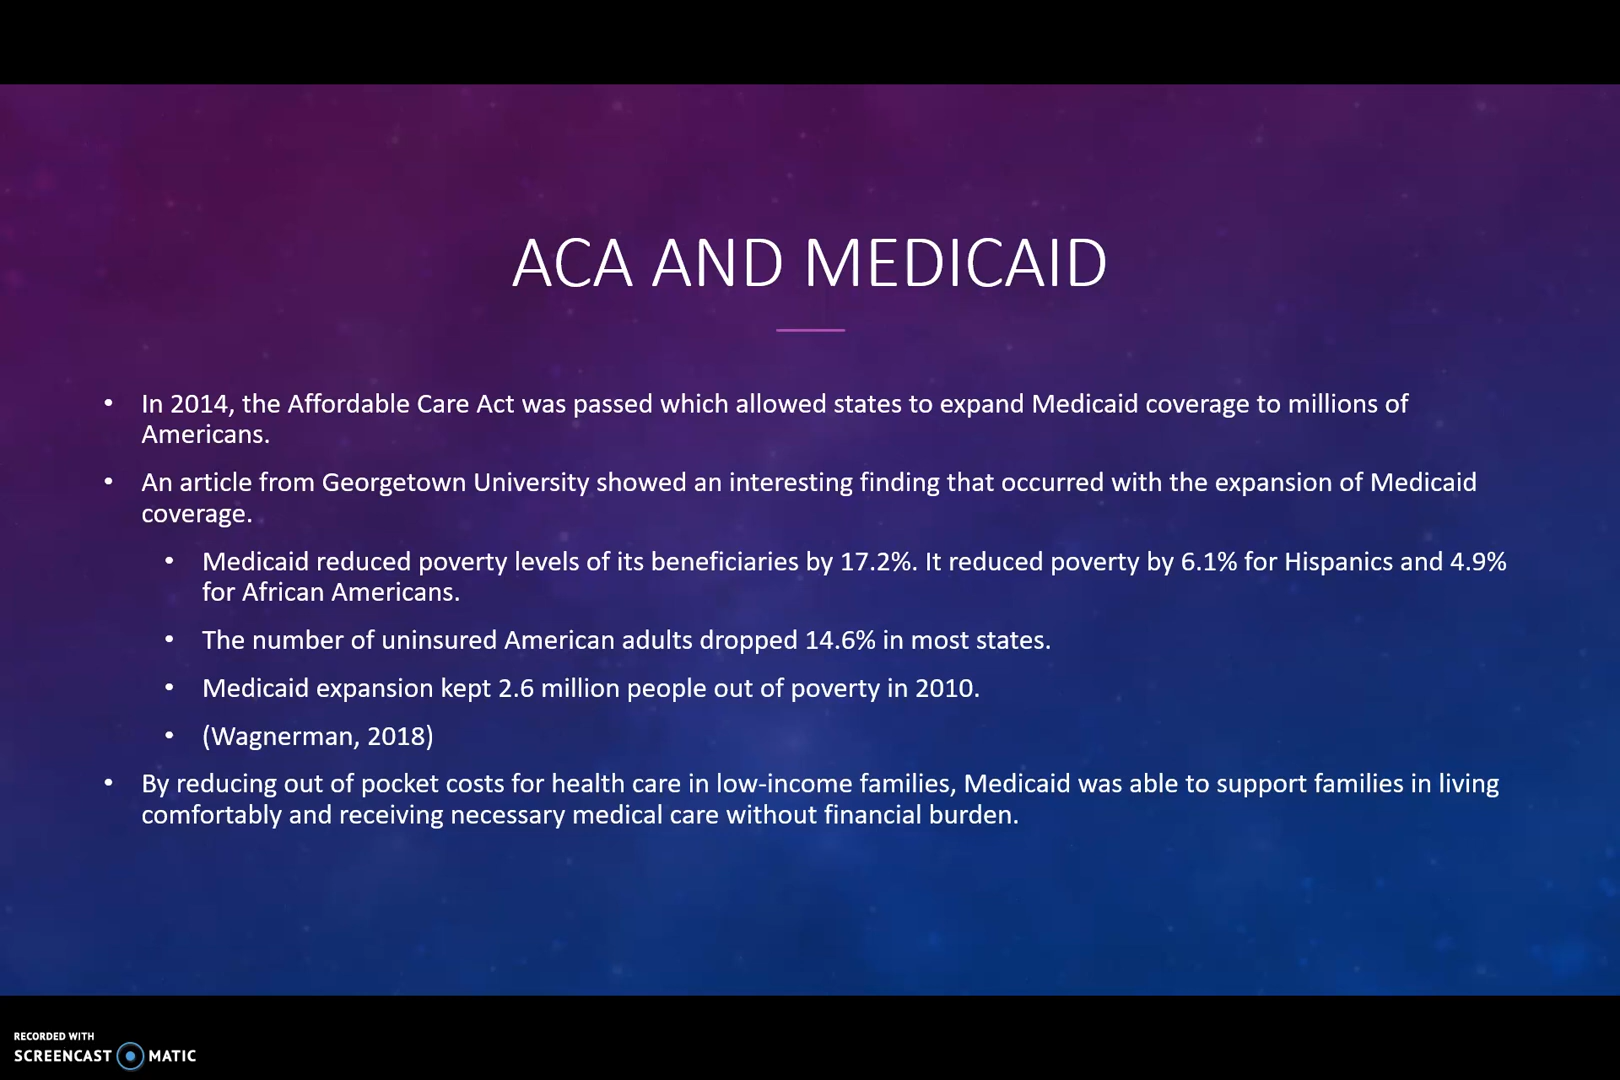 ACA AND MEDICAID
• In 2014, the Affordable Care Act was passed which allowed states to expand Medicaid coverage to millions of
Americans.
• An article from Georgetown University showed an interesting finding that occurred with the expansion of Medicaid
coverage.
• Medicaid reduced poverty levels of its beneficiaries by 17.2%. It reduced poverty by 6.1% for Hispanics and 4.9%
for African Americans.
• The number of uninsured American adults dropped 14.6% in most states.
• Medicaid expansion kept 2.6 million people out of poverty in 2010.
• (Wagnerman, 2018)
• By reducing out of pocket costs for health care in low-income families, Medicaid was able to support families in living
comfortably and receiving necessary medical care without financial burden.
RECORDED WITH
SCREENCAST MATIC